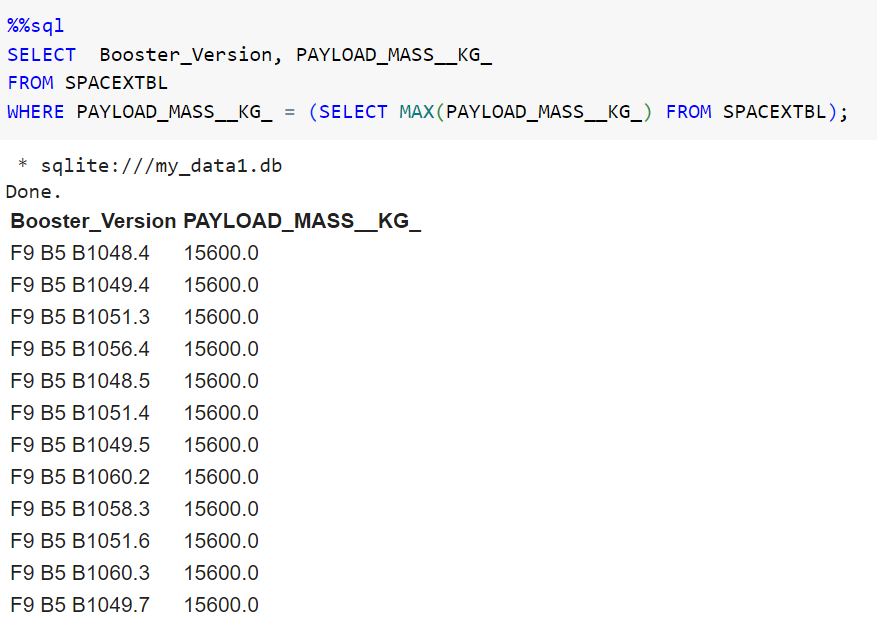 %%sql
SELECT  Booster_Version, PAYLOAD_MASS__KG_
FROM SPACEXTBL
WHERE PAYLOAD_MASS__KG_ = (SELECT MAX(PAYLOAD_MASS__KG_) FROM SPACEXTBL);
* sqlite:///my_data1.db
Done.
Booster_Version PAYLOAD_MASS__KG_
F9 B5 B1048.4 15600.0
F9 B5 B1049.4 15600.0
F9 B5 B1051.3 15600.0
F9 B5 B1056.4 15600.0
F9 B5 B1048.5 15600.0
F9 B5 B1051.4 15600.0
F9 B5 B1049.5 15600.0
F9 B5 B1060.2 15600.0
F9 B5 B1058.3 15600.0
F9 B5 B1051.6 15600.0
F9 B5 B1060.3 15600.0
F9 B5 B1049.7 15600.0